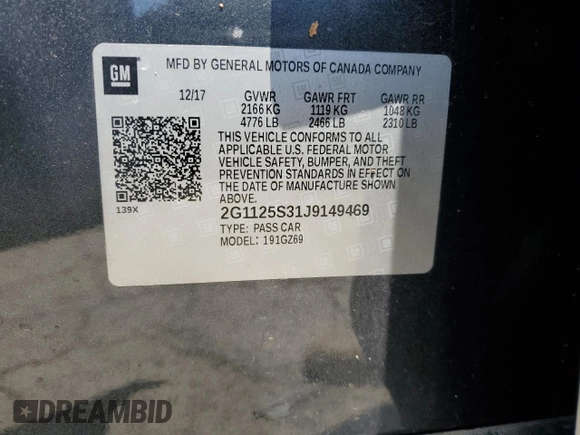 GM
MFD BY GENERAL MOTORS OF CANADA COMPANY
12/17 GVWR GAWR FRT GAWR RR
2166 KG 1119 KG 1048 KG
4776 LB 2466 LB 2310 LB
THIS VEHICLE CONFORMS TO ALL
APPLICABLE U.S. FEDERAL MOTOR
VEHICLE SAFETY, BUMPER, AND THEFT
PREVENTION STANDARDS IN EFFECT ON
THE DATE OF MANUFACTURE SHOWN
ABOVE.
139X
2G1125S31J9149469
TYPE: PASS CAR
MODEL: 191GZ69
DREAMBID